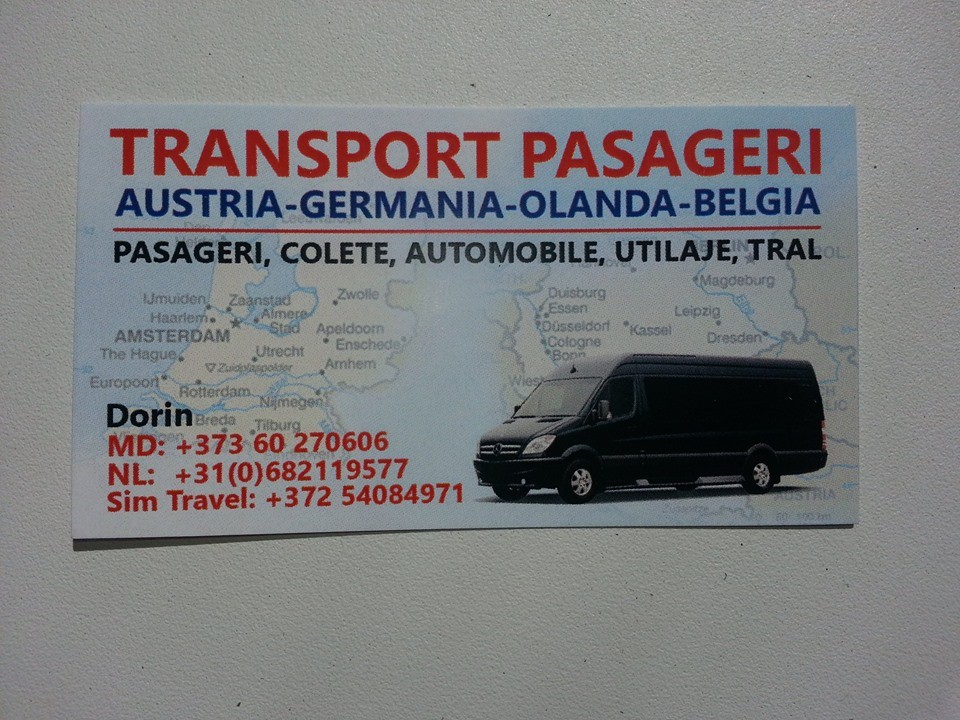 TRANSPORT PASAGERI
AUSTRIA-GERMANIA-OLANDA-BELGIA
PASAGERI, COLETE, AUTOMOBILE, UTILAJE, TRAL
IJmuiden
Zaanstad
Zwolle
Haarlem
Almere
Stad
AMSTERDAM
Apeldoorn
Enschede
The Hague
Utrecht
Zuidplaspolder
Arnhem
Europoort
Rotterdam
Nijmegen
Breda
Tilburg
Magdeburg
Elbe
Duisburg
Essen
Leipzig
Düsseldorf
Kassel
Dresden
Cologne
Bonn
Dorin
MD: +373 60 270606
NL: +31(0)682119577
Sim Travel: +372 54084971
AUSTRIA